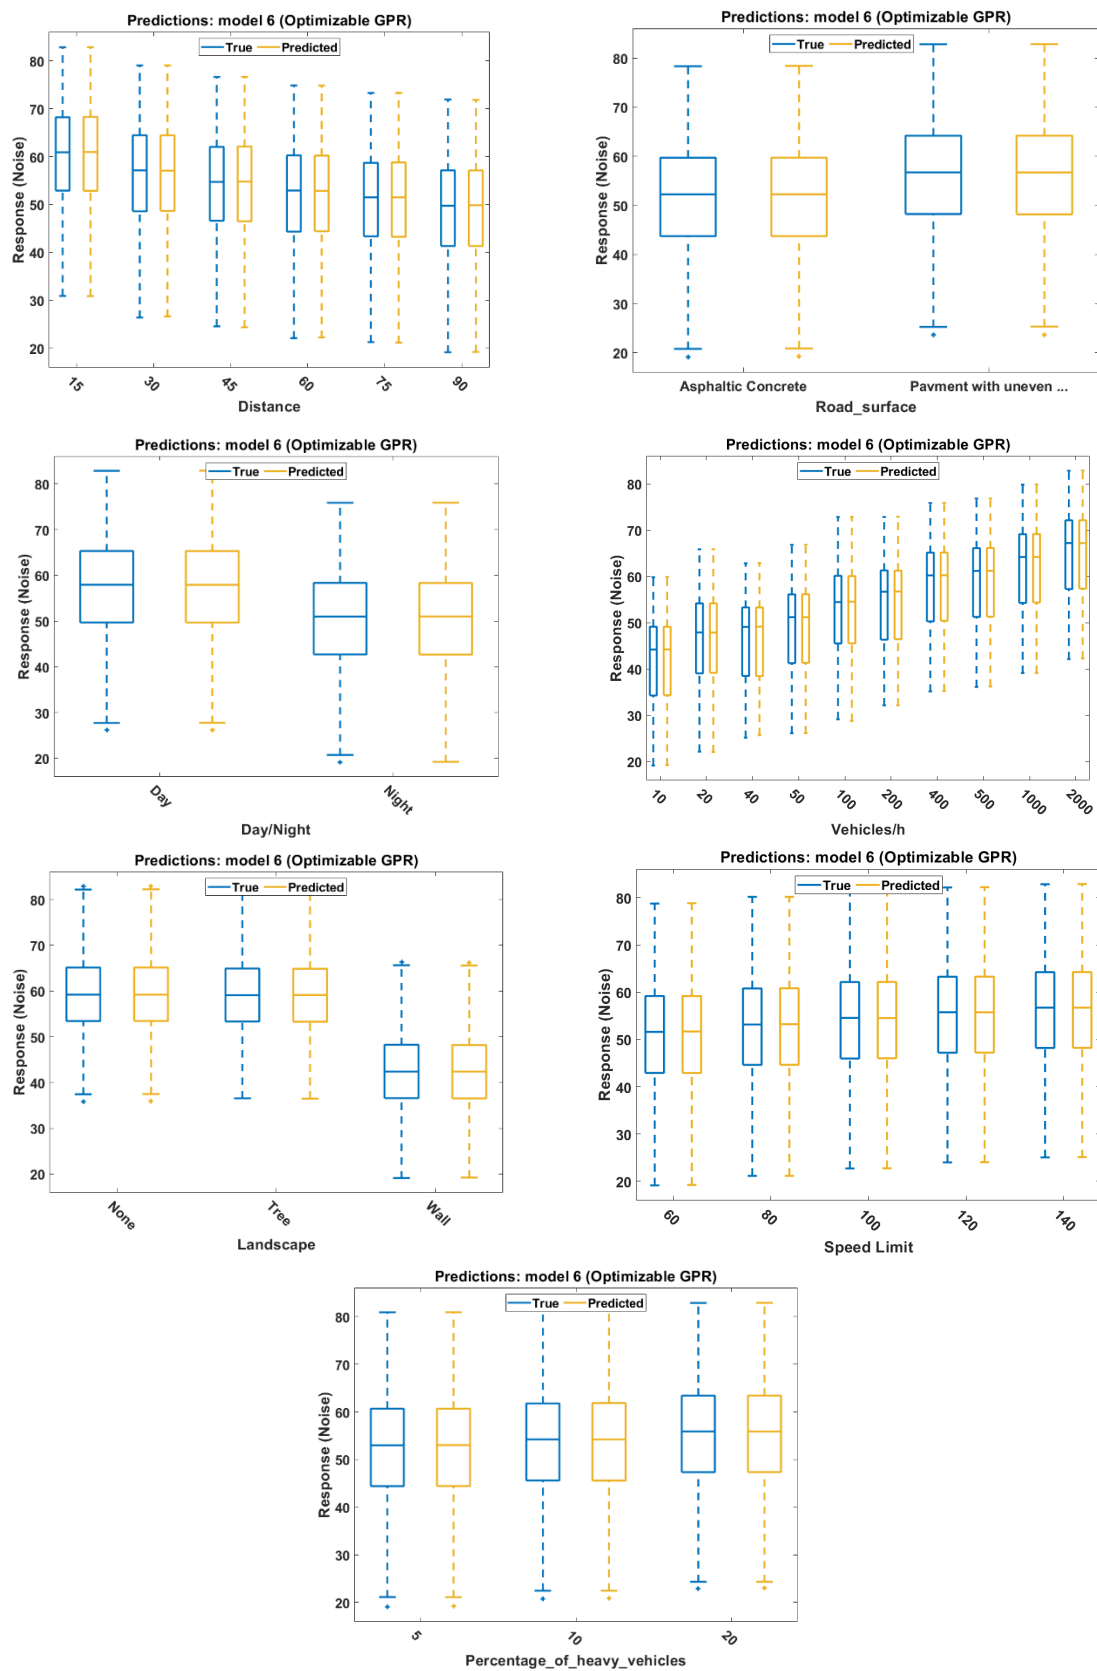 Predictions: model 6 (Optimizable GPR)
True Predicted
Response (Noise)
80
70
60
50
40
30
20
15 30 45 60 75 90
Distance
Predictions: model 6 (Optimizable GPR)
True Predicted
Response (Noise)
80
70
60
50
40
30
20
Asphaltic Concrete Pavment with uneven ...
Road_surface
Predictions: model 6 (Optimizable GPR)
True Predicted
Response (Noise)
80
70
60
50
40
30
20
Day Night
Day/Night
Predictions: model 6 (Optimizable GPR)
True Predicted
Response (Noise)
80
70
60
50
40
30
20
10 20 40 50 100 200 400 500 1000 2000
Vehicles/h
Predictions: model 6 (Optimizable GPR)
True Predicted
Response (Noise)
80
70
60
50
40
30
20
None Tree Wall
Landscape
Predictions: model 6 (Optimizable GPR)
True Predicted
Response (Noise)
80
70
60
50
40
30
20
60 80 100 120 140
Speed Limit
Predictions: model 6 (Optimizable GPR)
True Predicted
Response (Noise)
80
70
60
50
40
30
20
5 10 20
Percentage_of_heavy_vehicles